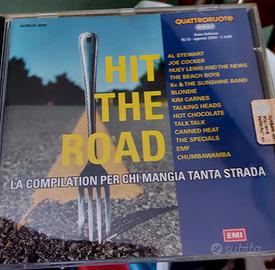 QUATTRORUOTE
HIT
THE
ROAD
AL STEWART
JOE COCKER
HUEY LEWIS AND THE NEWS
THE BEACH BOYS
Kc & THE SUNSHINE BAND
BLONDIE
KIM CARNES
TALKING HEADS
HOT CHOCOLATE
TALK TALK
CANNED HEAT
THE SPECIALS
EMF
CHUMBAWAMBA
LA COMPILATION PER CHI MANGIA TANTA STRADA
EMI
subito